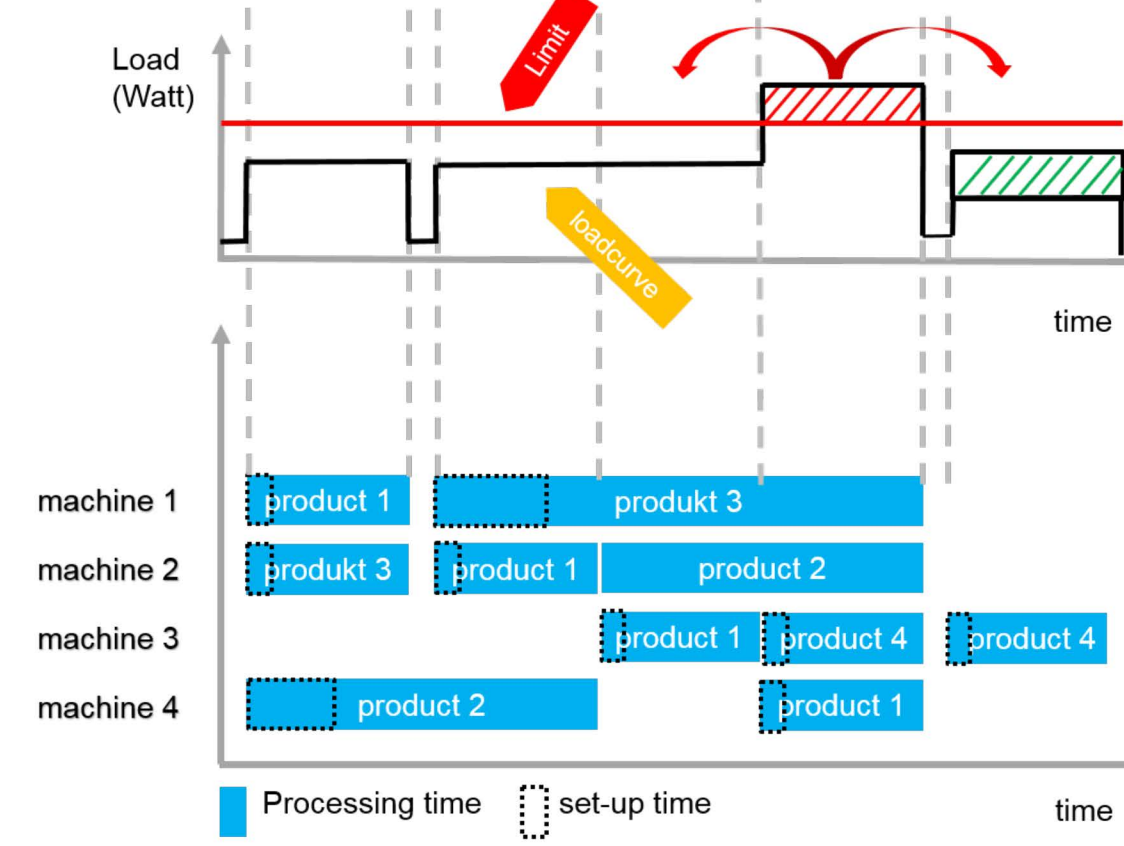 Load
(Watt)
Limit
loadcurve
time
machine 1
product 1
produkt 3
machine 2
produkt 3
product 1
product 2
machine 3
product 1
product 4
product 4
machine 4
product 2
product 1
Processing time
set-up time
time